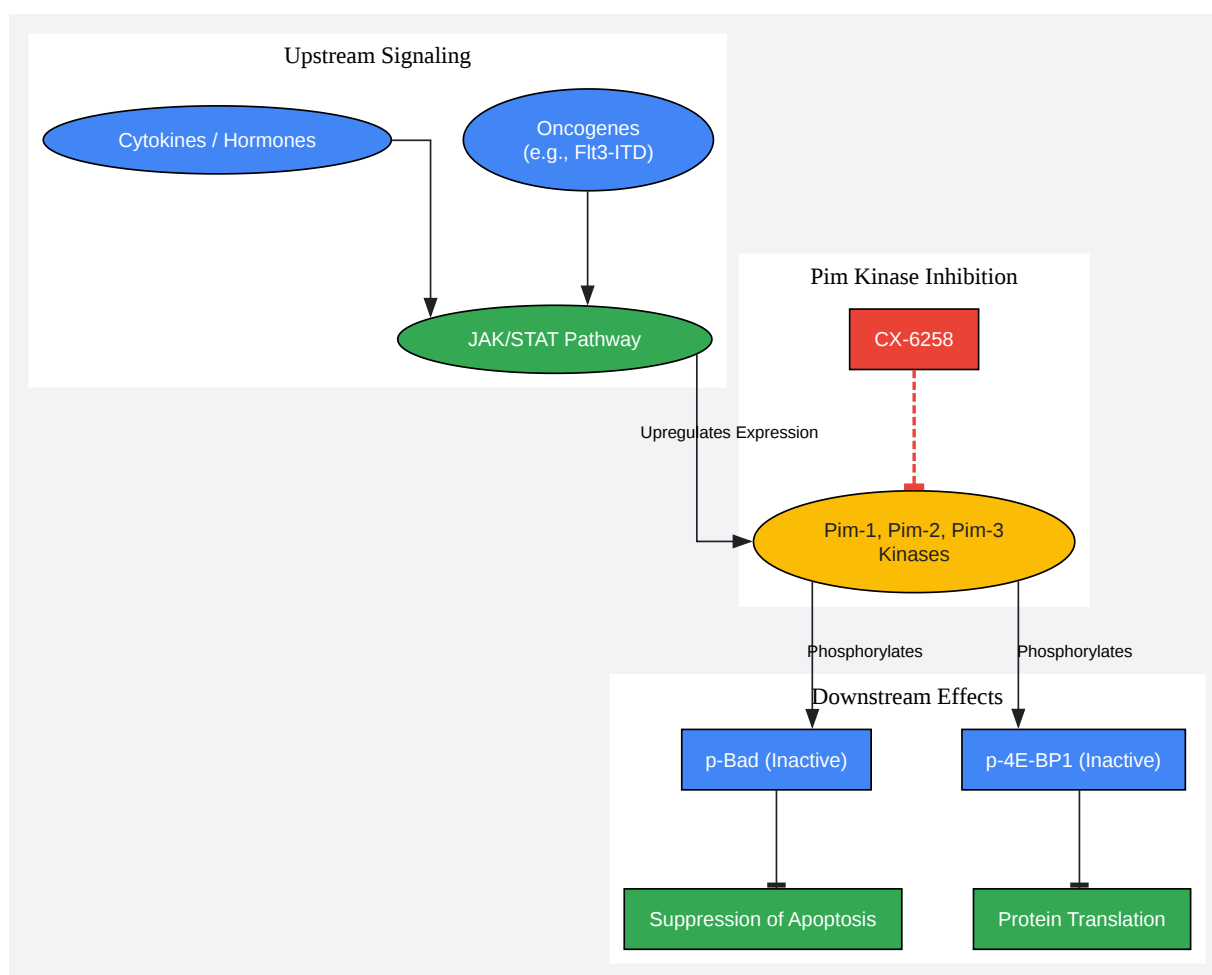 Upstream Signaling
Cytokines / Hormones
Oncogenes
(e.g., Flt3-ITD)
JAK/STAT Pathway
Pim Kinase Inhibition
CX-6258
Upregulates Expression
Pim-1, Pim-2, Pim-3
Kinases
Phosphorylates
Phosphorylates
Downstream Effects
p-Bad (Inactive)
p-4E-BP1 (Inactive)
Suppression of Apoptosis
Protein Translation